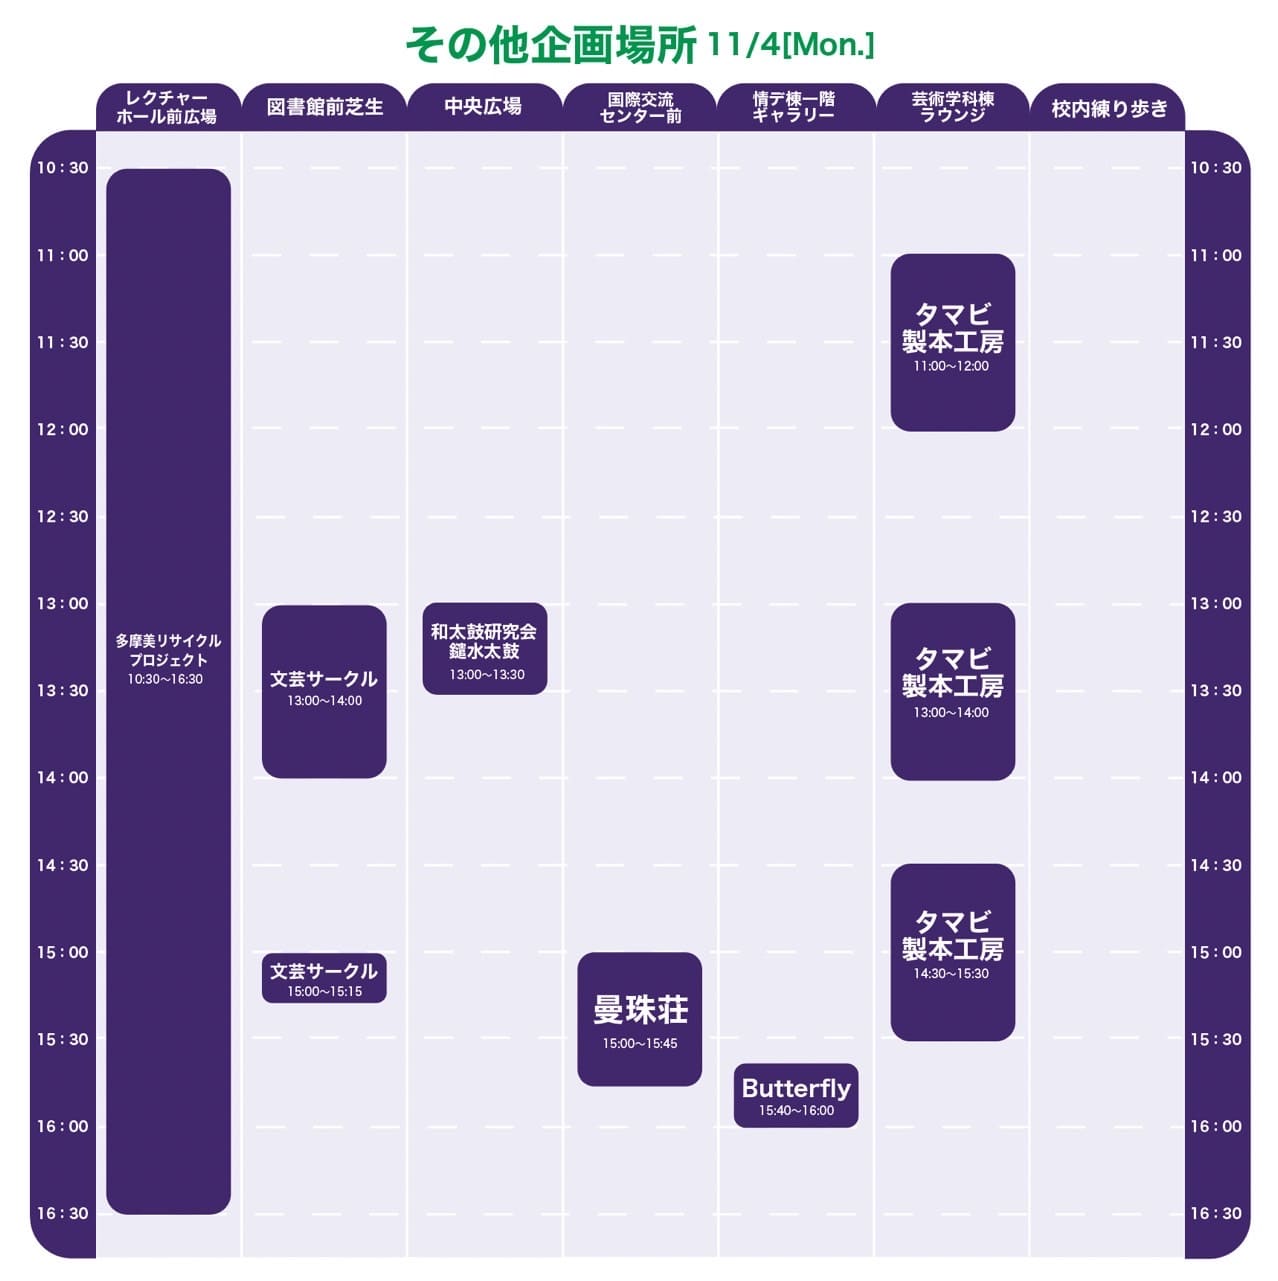 その他企画場所 11/4[Mon.]
レクチャー
ホール前広場
図書館前芝生
中央広場
国際交流
センター前
情デ棟一階
ギャラリー
芸術学科棟
ラウンジ
校内練り歩き
10:30
11:00
11:30
12:00
12:30
13:00
13:30
14:00
14:30
15:00
15:30
16:00
16:30
多摩美リサイクル
プロジェクト
10:30〜16:30
文芸サークル
13:00〜14:00
文芸サークル
15:00〜15:15
和太鼓研究会
鑓水太鼓
13:00〜13:30
曼珠荘
15:00〜15:45
Butterfly
15:40〜16:00
タマビ
製本工房
11:00〜12:00
タマビ
製本工房
13:00〜14:00
タマビ
製本工房
14:30〜15:30
10:30
11:00
11:30
12:00
12:30
13:00
13:30
14:00
14:30
15:00
15:30
16:00
16:30